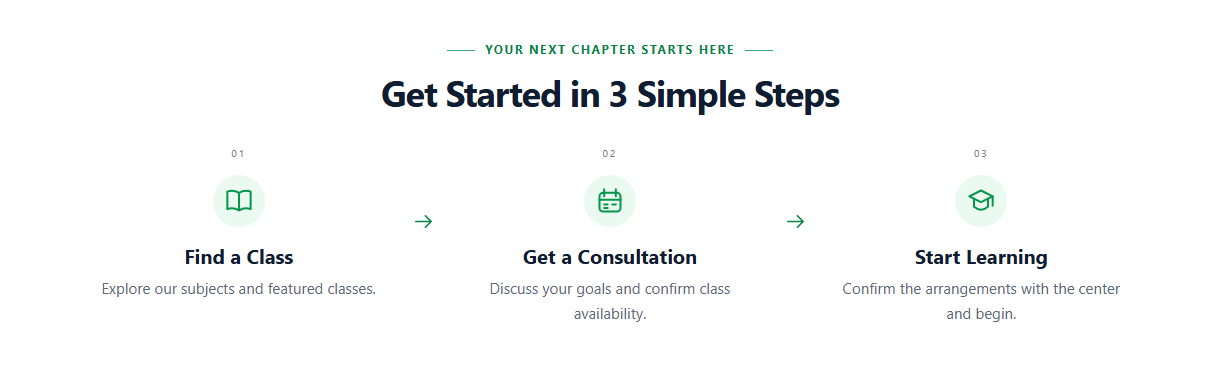 YOUR NEXT CHAPTER STARTS HERE
Get Started in 3 Simple Steps
01
Find a Class
Explore our subjects and featured classes.
02
Get a Consultation
Discuss your goals and confirm class
availability.
03
Start Learning
Confirm the arrangements with the center
and begin.